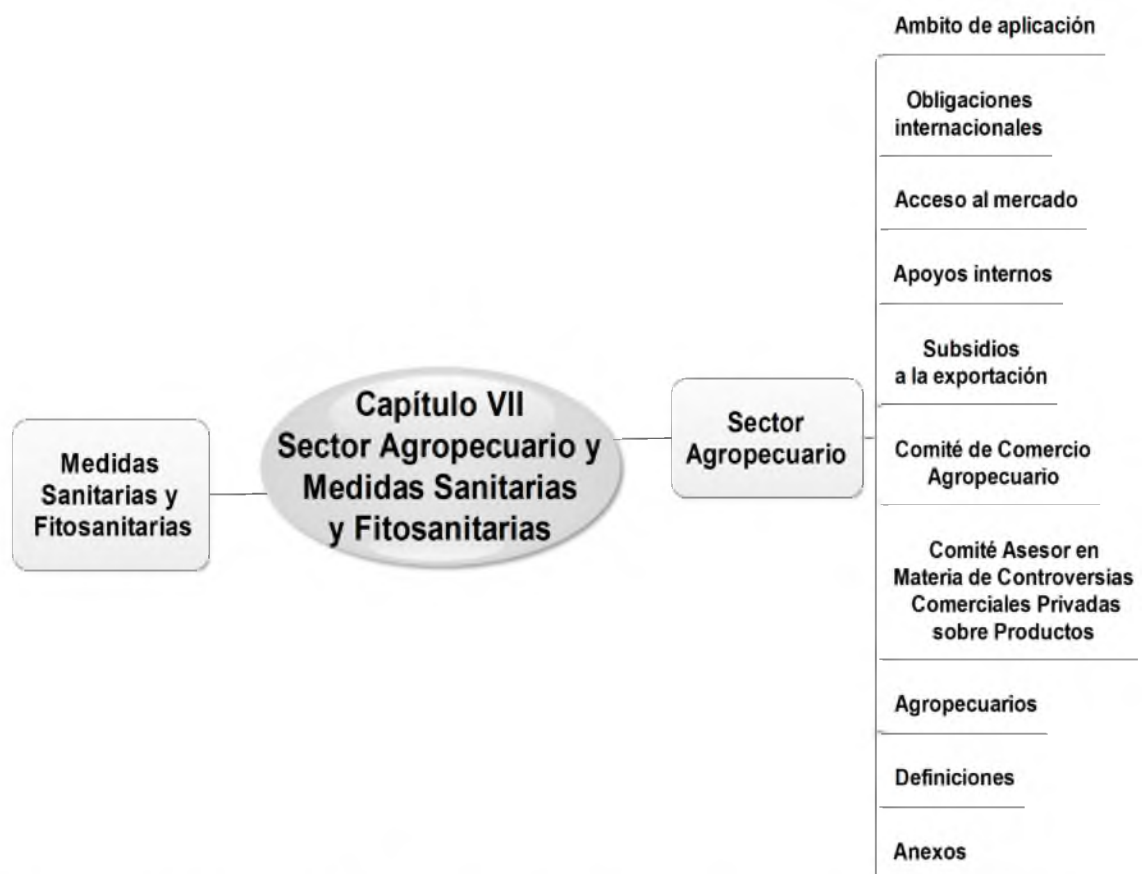 Medidas
Sanitarias y
Fitosanitarias
Capítulo VII
Sector Agropecuario y
Medidas Sanitarias
y Fitosanitarias
Sector
Agropecuario
Ambito de aplicación
Obligaciones
internacionales
Acceso al mercado
Apoyos internos
Subsidios
a la exportación
Comité de Comercio
Agropecuario
Comité Asesor en
Materia de Controversias
Comerciales Privadas
sobre Productos
Agropecuarios
Definiciones
Anexos